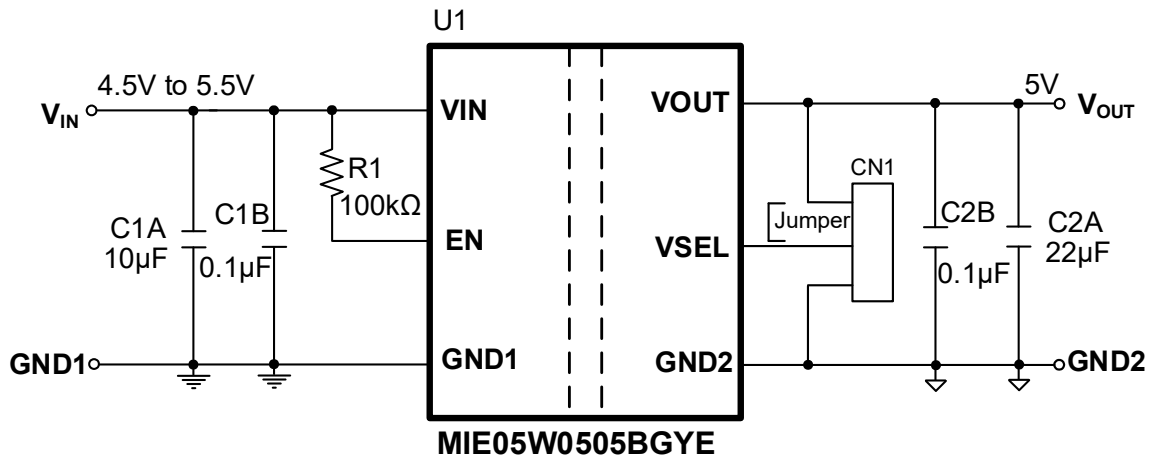 U1
4.5V to 5.5V
VIN
VIN
VOUT
5V
VOUT
CN1
R1
100kΩ
Jumper
C1A
10µF
C1B
0.1µF
EN
VSEL
C2B
0.1µF
C2A
22µF
GND1
GND1
GND2
GND2
MIE05W0505BGYE